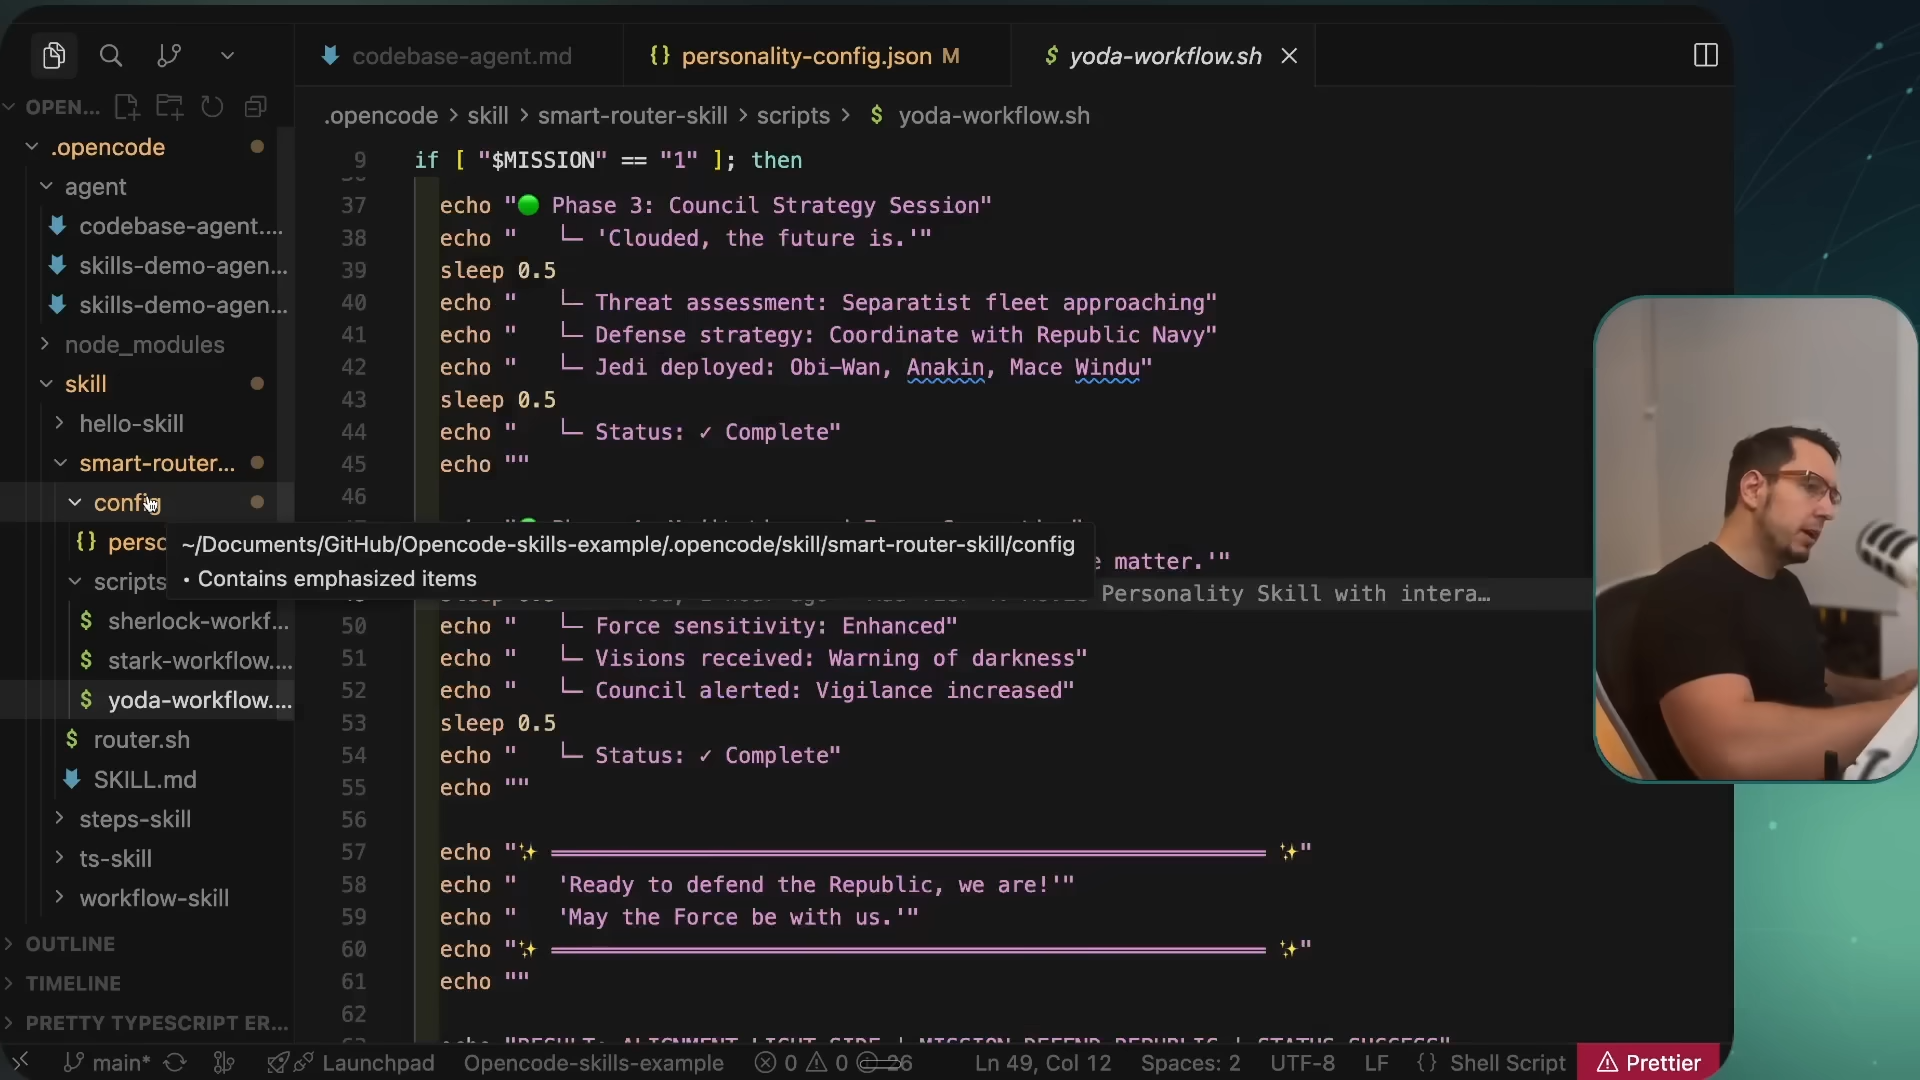 codebase-agent.md
{} personality-config.json M
$ yoda-workflow.sh
OPEN...
.opencode > skill > smart-router-skill > scripts > $ yoda-workflow.sh
.opencode
agent
codebase-agent....
skills-demo-agen...
skills-demo-agen...
node_modules
skill
hello-skill
smart-router...
config
{} perso
scripts
$ sherlock-workf...
$ stark-workflow....
$ yoda-workflow....
$ router.sh
SKILL.md
steps-skill
ts-skill
workflow-skill
OUTLINE
TIMELINE
PRETTY TYPESCRIPT ER...
9 if [ "$MISSION" == "1" ]; then
37 echo "🟢 Phase 3: Council Strategy Session"
38 echo "   └─ 'Clouded, the future is.'"
39 sleep 0.5
40 echo "   └─ Threat assessment: Separatist fleet approaching"
41 echo "   └─ Defense strategy: Coordinate with Republic Navy"
42 echo "   └─ Jedi deployed: Obi-Wan, Anakin, Mace Windu"
43 sleep 0.5
44 echo "   └─ Status: ✓ Complete"
45 echo ""
46
~/Documents/GitHub/Opencode-skills-example/.opencode/skill/smart-router-skill/config
• Contains emphasized items
matter.'"
Personality Skill with intera...
50 echo "   └─ Force sensitivity: Enhanced"
51 echo "   └─ Visions received: Warning of darkness"
52 echo "   └─ Council alerted: Vigilance increased"
53 sleep 0.5
54 echo "   └─ Status: ✓ Complete"
55 echo ""
56
57 echo "✨ ════════════════════════════════════════════════════════ ✨"
58 echo "   'Ready to defend the Republic, we are!'"
59 echo "   'May the Force be with us.'"
60 echo "✨ ════════════════════════════════════════════════════════ ✨"
61 echo ""
62
main* Launchpad Opencode-skills-example 0 0 26 Ln 49, Col 12 Spaces: 2 UTF-8 LF {} Shell Script Prettier